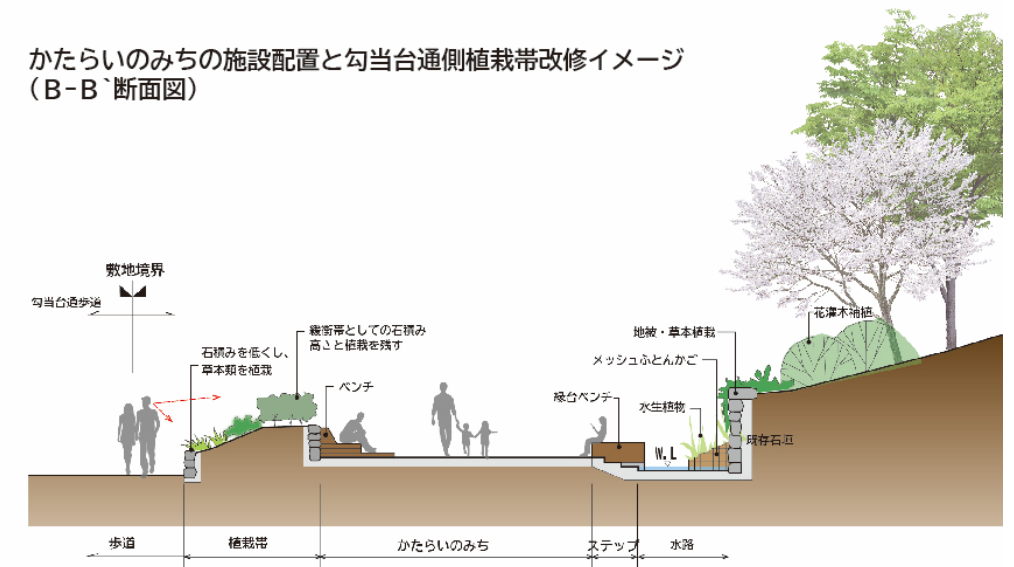 かたらいのみちの施設配置と勾当台通側植栽帯改修イメージ
（B-B`断面図）
敷地境界
勾当台通歩道
石積みを低くし、
草本類を植栽
緩衝帯としての石積み
高さと植栽を残す
ベンチ
縁台ベンチ
地被・草本植栽
メッシュふとんかご
水生植物
W.L
花灌木補植
既存石垣
歩道
植栽帯
かたらいのみち
ステップ
水路